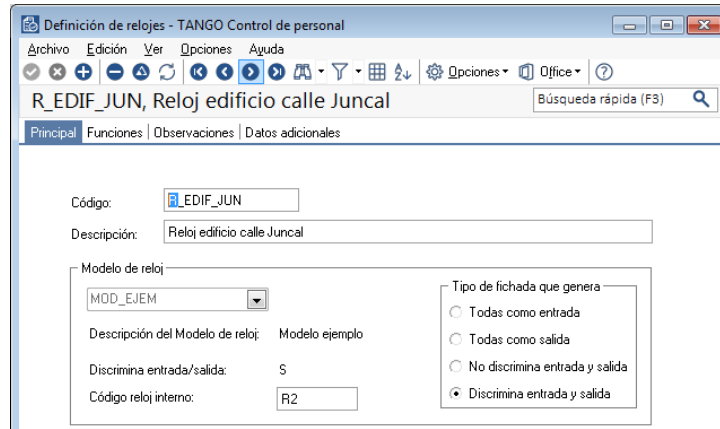 Definición de relojes - TANGO Control de personal
Archivo Edición Ver Opciones Ayuda
Opciones Office
R_EDIF_JUN, Reloj edificio calle Juncal
Búsqueda rápida (F3)
Principal Funciones Observaciones Datos adicionales
Código: R_EDIF_JUN
Descripción: Reloj edificio calle Juncal
Modelo de reloj
MOD_EJEM
Descripción del Modelo de reloj: Modelo ejemplo
Discrimina entrada/salida: S
Código reloj interno: R2
Tipo de fichada que genera
Todas como entrada
Todas como salida
No discrimina entrada y salida
Discrimina entrada y salida